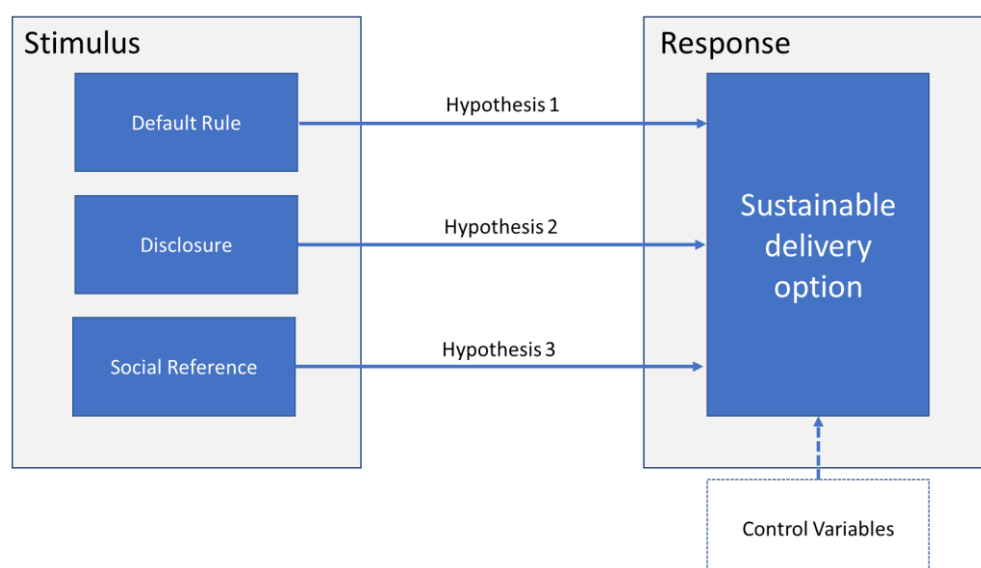 Stimulus
Response
Default Rule
Hypothesis 1
Disclosure
Hypothesis 2
Sustainable
delivery
option
Social Reference
Hypothesis 3
Control Variables